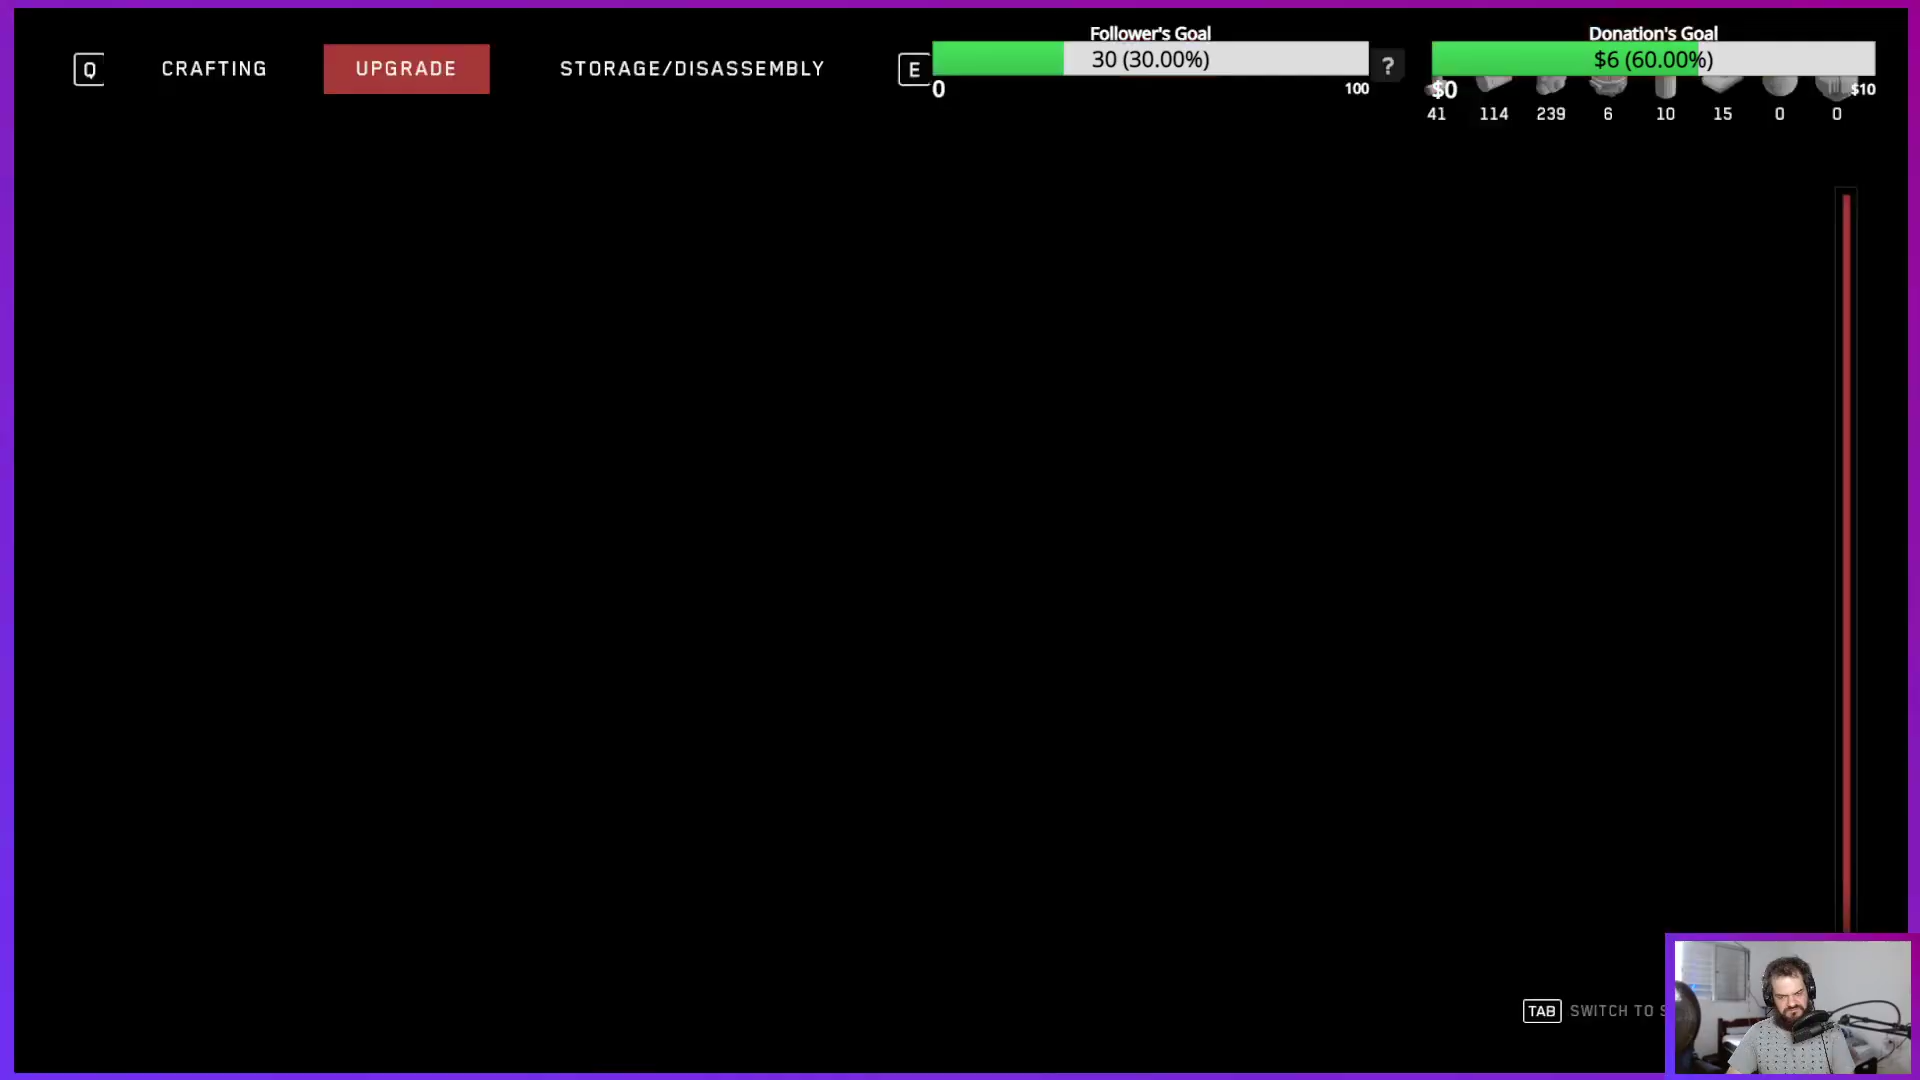 Q
CRAFTING
UPGRADE
STORAGE/DISASSEMBLY
E
Follower's Goal
30 (30.00%)
0
100
?
Donation's Goal
$6 (60.00%)
$0
$10
41 114 239 6 10 15 0 0
TAB SWITCH TO